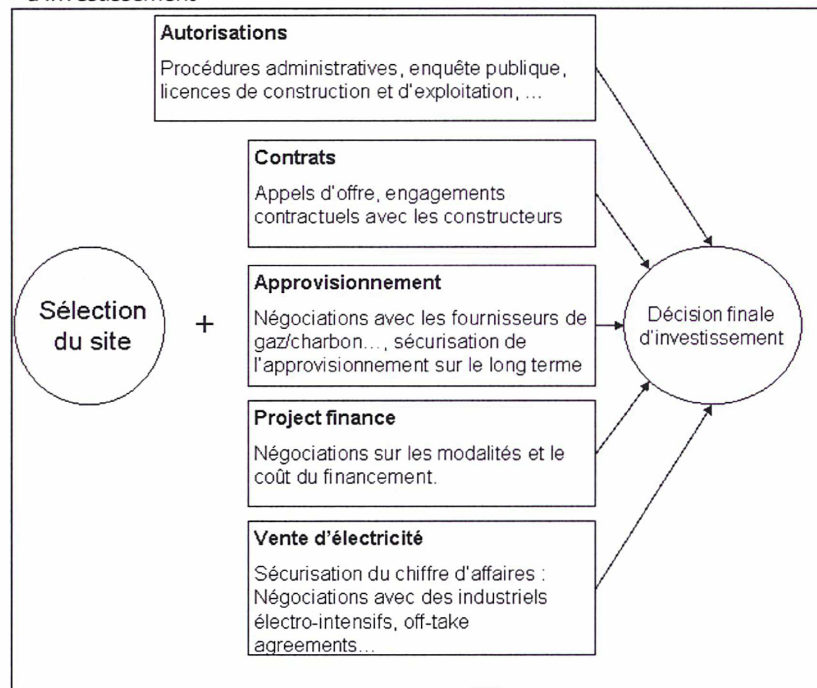 Autorisations
Procédures administratives, enquête publique,
licences de construction et d'exploitation, ...
Contrats
Appels d'offre, engagements
contractuels avec les constructeurs
Approvisionnement
Négociations avec les fournisseurs de
gaz/charbon..., sécurisation de
l'approvisionnement sur le long terme
Sélection
du site
+
Décision finale
d'investissement
Project finance
Négociations sur les modalités et le
coût du financement.
Vente d'électricité
Sécurisation du chiffre d'affaires :
Négociations avec des industriels
électro-intensifs, off-take
agreements...